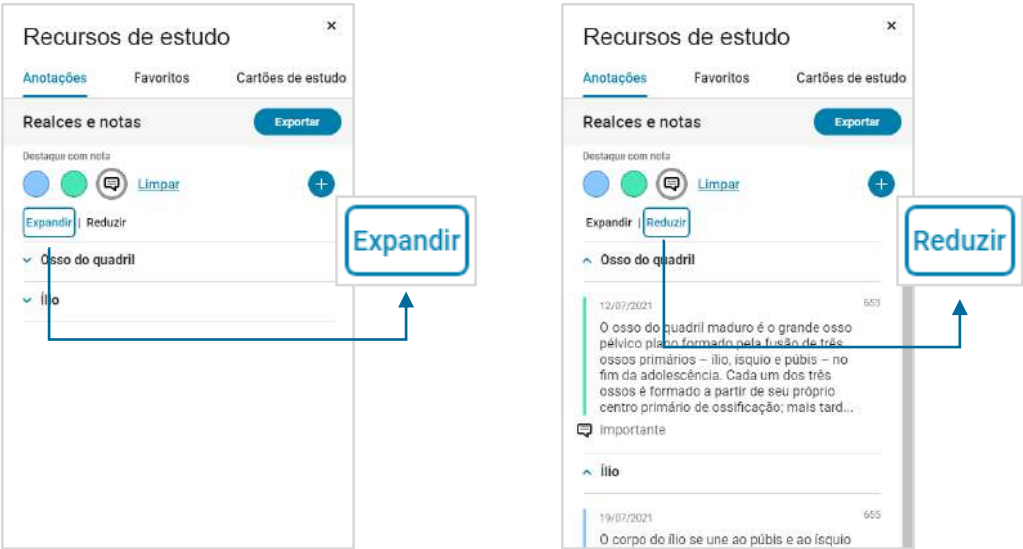 Recursos de estudo
×
Anotações Favoritos Cartões de estudo
Realces e notas Exportar
Destaque com nota
Limpar +
Expandir | Reduzir
Osso do quadril
Ílio
Expandir
Recursos de estudo
×
Anotações Favoritos Cartões de estudo
Realces e notas Exportar
Destaque com nota
Limpar +
Expandir | Reduzir
Osso do quadril
12/07/2021 653
O osso do quadril maduro é o grande osso
pélvico plano formado pela fusão de três
ossos primários – ílio, ísquio e púbis – no
fim da adolescência. Cada um dos três
ossos é formado a partir de seu próprio
centro primário de ossificação; mais tard...
Importante
Ílio
19/07/2021 655
O corpo do ílio se une ao púbis e ao ísquio
Reduzir